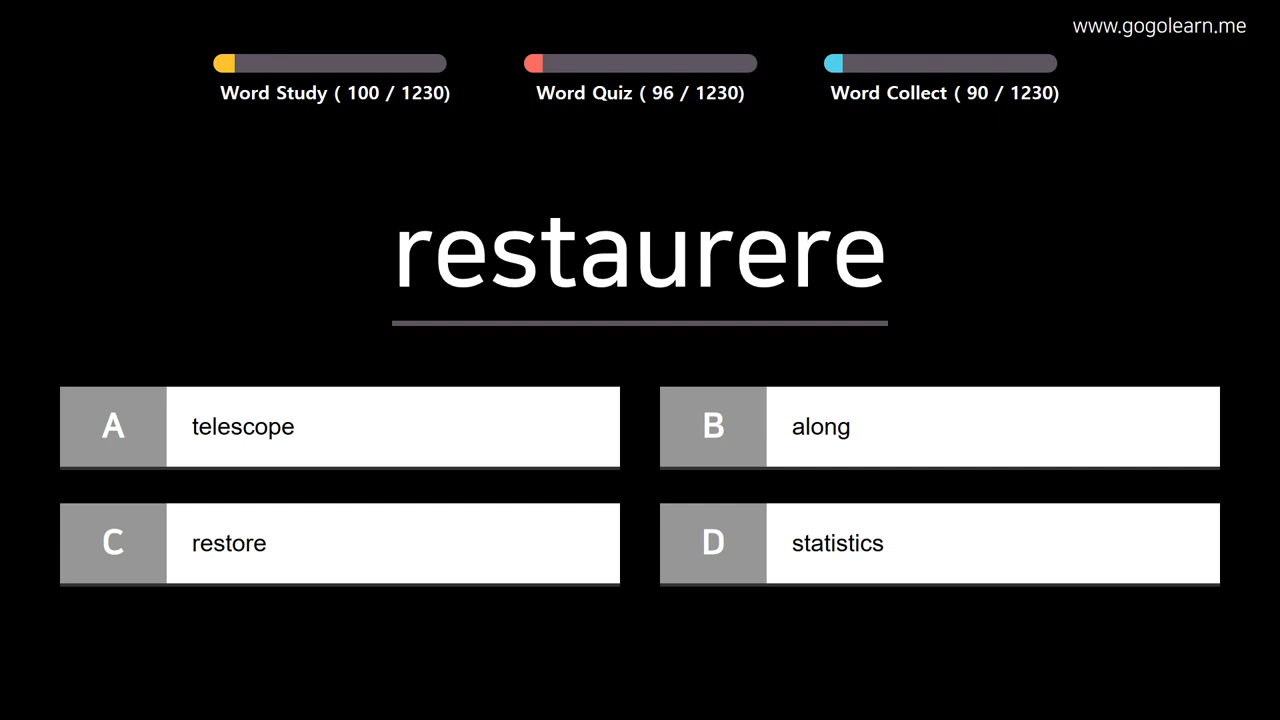 www.gogolearn.me
Word Study ( 100 / 1230)
Word Quiz ( 96 / 1230)
Word Collect ( 90 / 1230)
restaurere
A telescope
B along
C restore
D statistics